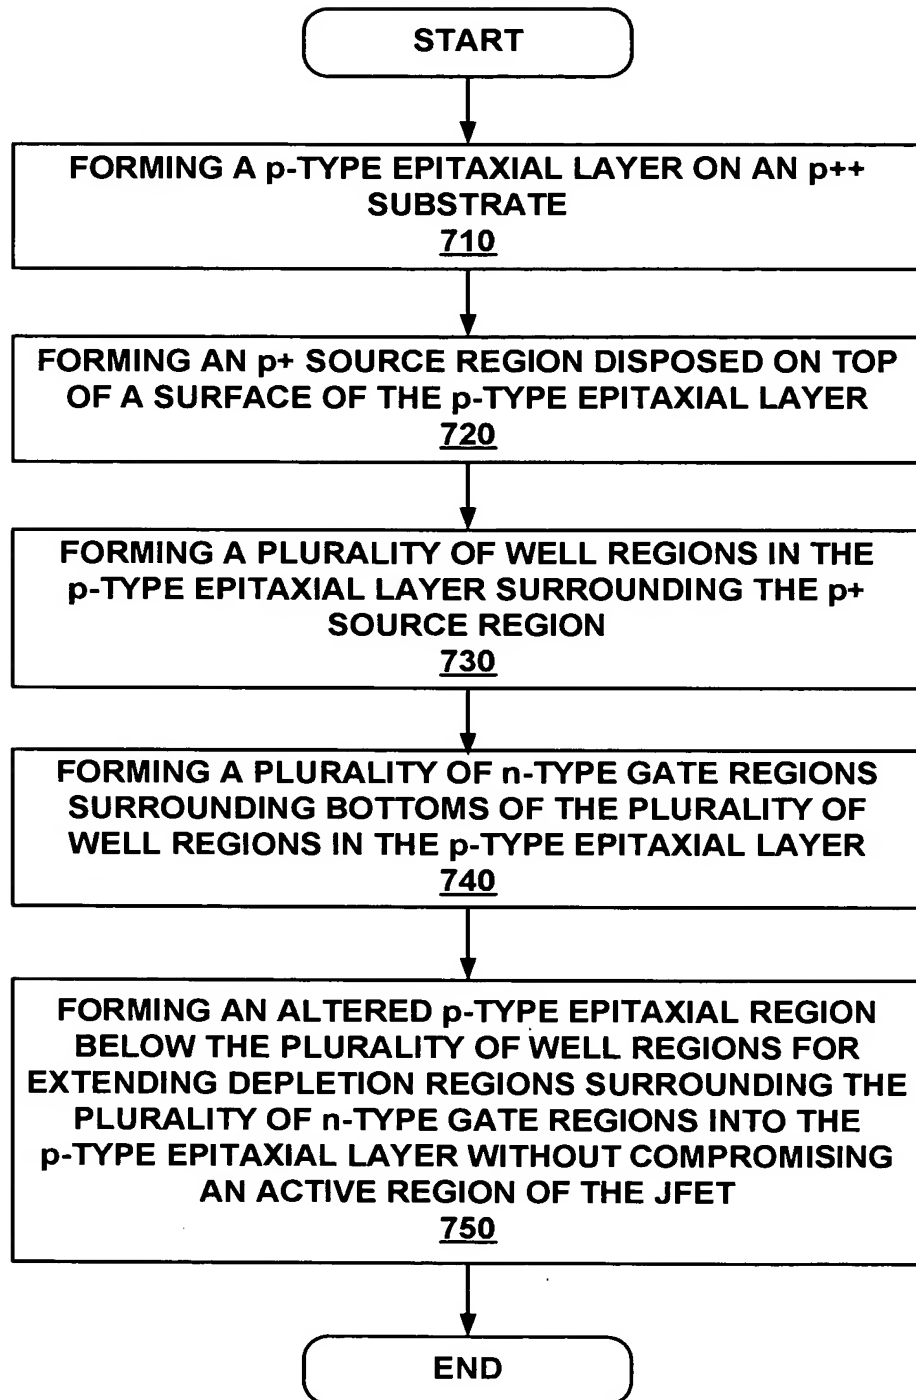 START
FORMING A p-TYPE EPITAXIAL LAYER ON AN p++
SUBSTRATE
710
FORMING AN p+ SOURCE REGION DISPOSED ON TOP
OF A SURFACE OF THE p-TYPE EPITAXIAL LAYER
720
FORMING A PLURALITY OF WELL REGIONS IN THE
p-TYPE EPITAXIAL LAYER SURROUNDING THE p+
SOURCE REGION
730
FORMING A PLURALITY OF n-TYPE GATE REGIONS
SURROUNDING BOTTOMS OF THE PLURALITY OF
WELL REGIONS IN THE p-TYPE EPITAXIAL LAYER
740
FORMING AN ALTERED p-TYPE EPITAXIAL REGION
BELOW THE PLURALITY OF WELL REGIONS FOR
EXTENDING DEPLETION REGIONS SURROUNDING THE
PLURALITY OF n-TYPE GATE REGIONS INTO THE
p-TYPE EPITAXIAL LAYER WITHOUT COMPROMISING
AN ACTIVE REGION OF THE JFET
750
END